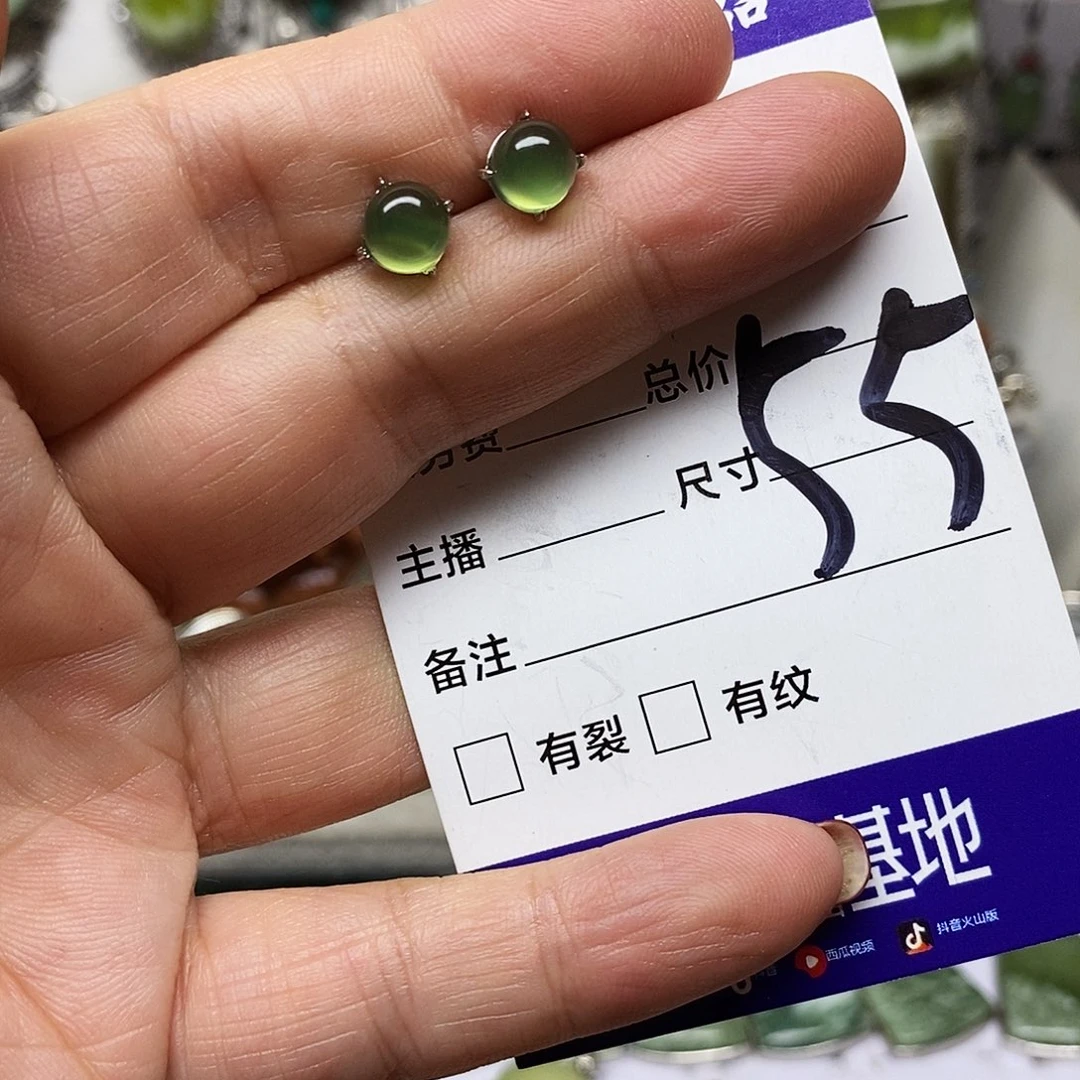 总价 55
费
尺寸
主播
备注
有裂 有纹
基地
西瓜视频 抖音火山版